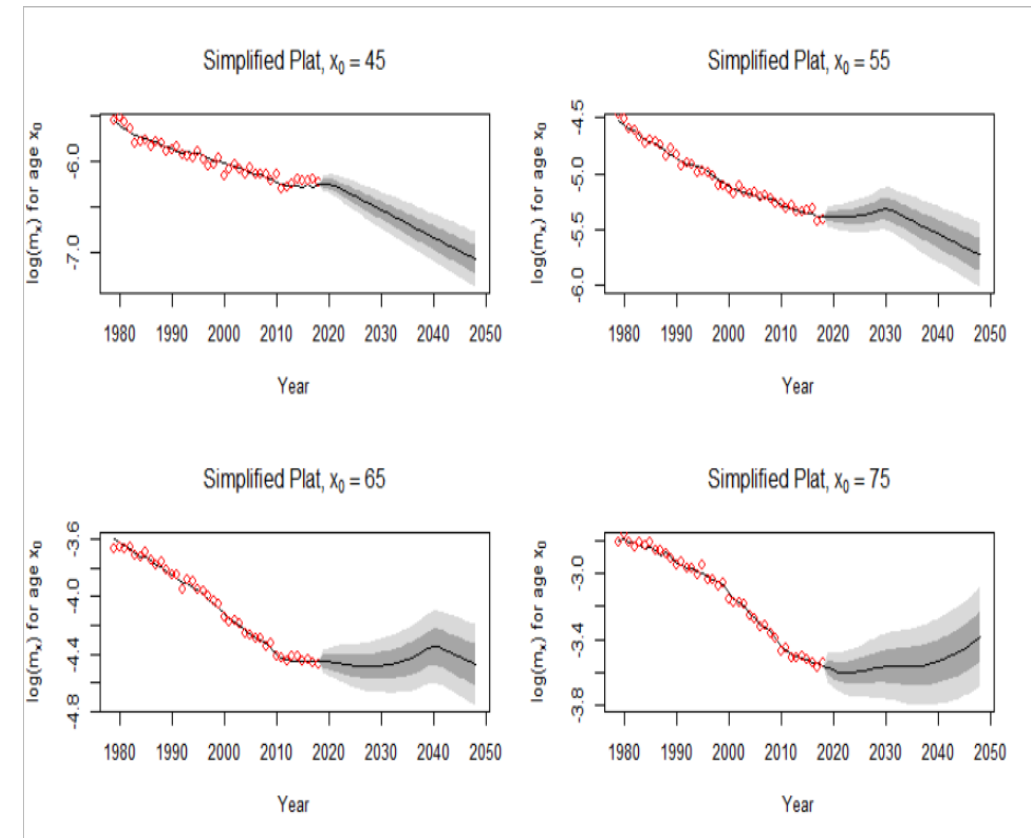 Simplified Plat, x₀ = 45
log(mₓ) for age x₀
-6.0
-7.0
1980 1990 2000 2010 2020 2030 2040 2050
Year
Simplified Plat, x₀ = 55
log(mₓ) for age x₀
-4.5
-5.0
-5.5
-6.0
1980 1990 2000 2010 2020 2030 2040 2050
Year
Simplified Plat, x₀ = 65
log(mₓ) for age x₀
-3.6
-4.0
-4.4
-4.8
1980 1990 2000 2010 2020 2030 2040 2050
Year
Simplified Plat, x₀ = 75
log(mₓ) for age x₀
-3.0
-3.4
-3.8
1980 1990 2000 2010 2020 2030 2040 2050
Year